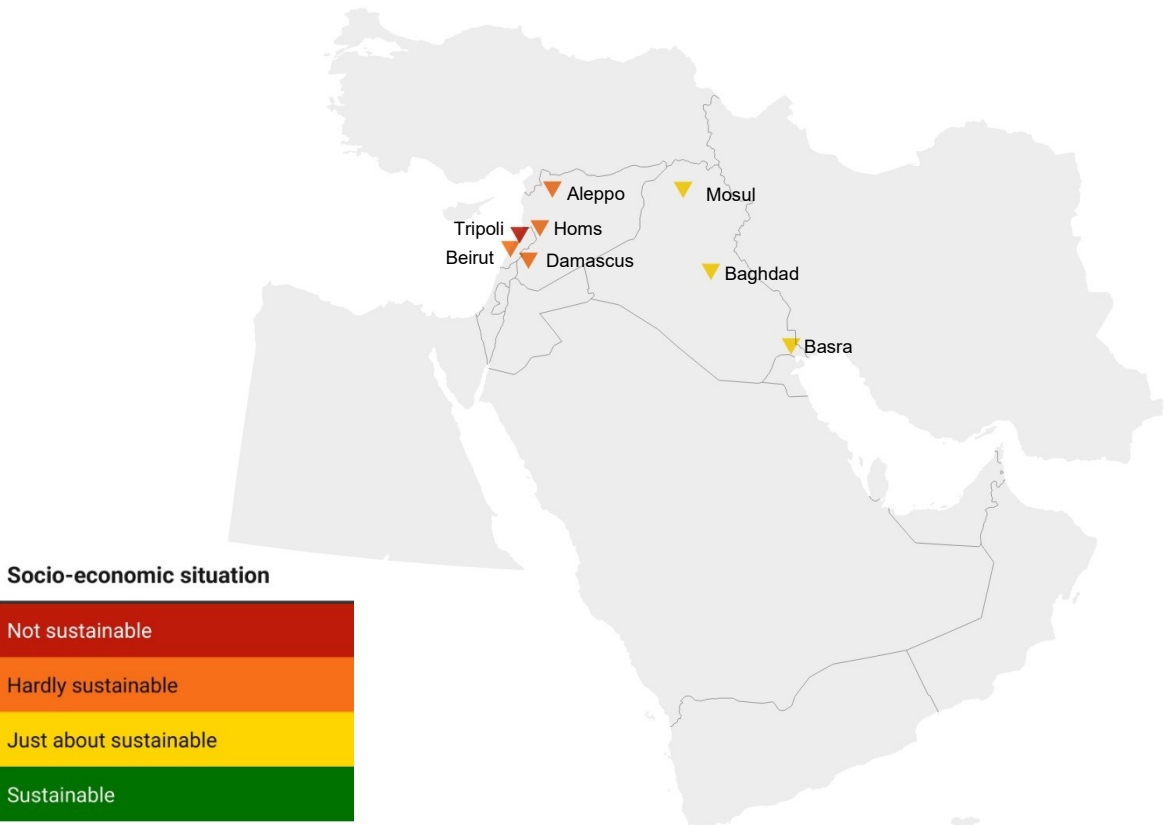 Aleppo
Mosul
Tripoli
Homs
Beirut
Damascus
Baghdad
Basra
Socio-economic situation
Not sustainable
Hardly sustainable
Just about sustainable
Sustainable